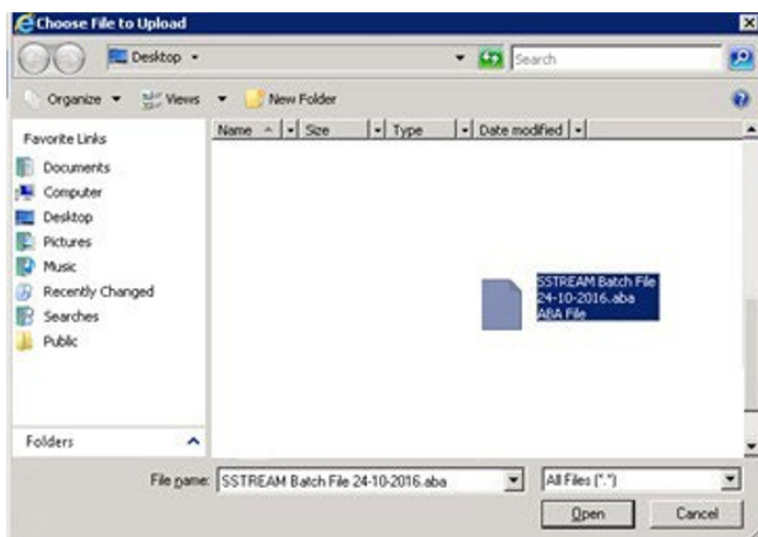 Choose File to Upload
Desktop
Search
Organize Views New Folder
Favorite Links
Documents
Computer
Desktop
Pictures
Music
Recently Changed
Searches
Public
Folders
Name Size Type Date modified
SSTREAM Batch File
24-10-2016.aba
ABA File
File name: SSTREAM Batch File 24-10-2016.aba All Files (*.*)
Open Cancel